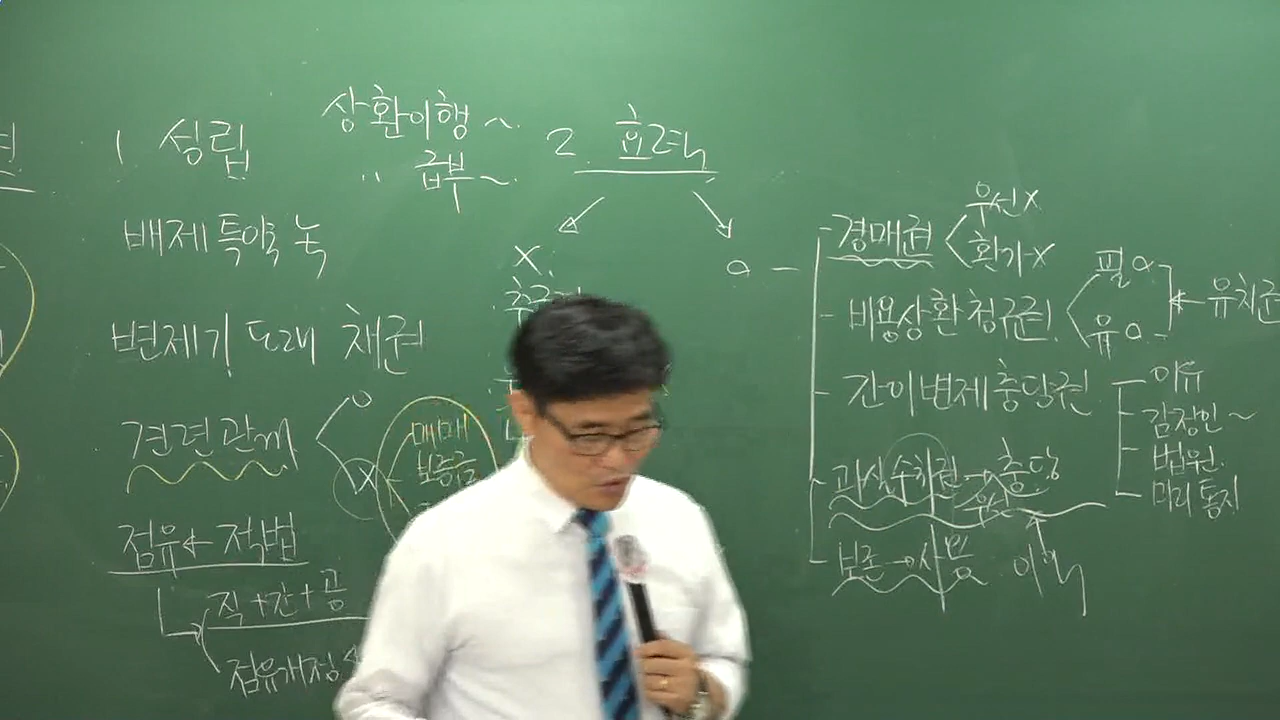 1 성립
상환이행~
〃 급부~
배제특약 녹
변제기 도래 채권
견련관계
O
X
매매
보증금
점유 ← 적법
직+간+공
점유개정
2. 효력
X.
O
경매권
우선X
환가X
비용상환청구권
필O
유O
유치권
간이변제충당권
이유
감정인~
법원.
미리 통지
과실수취권→충당
보존→사용